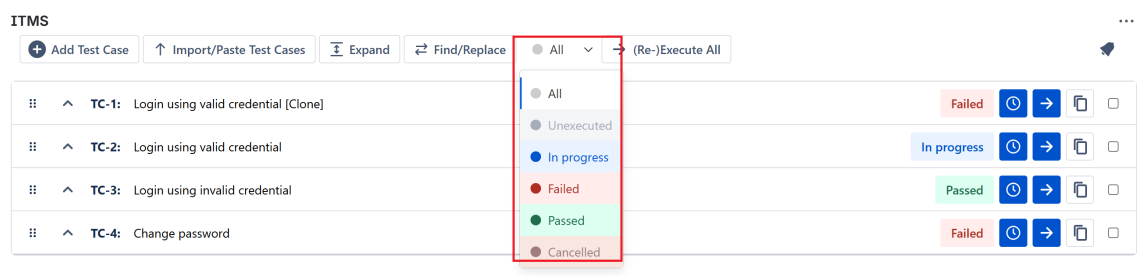 ITMS
Add Test Case Import/Paste Test Cases Expand Find/Replace All (Re-)Execute All
All
Unexecuted
In progress
Failed
Passed
Cancelled
TC-1: Login using valid credential [Clone] Failed
TC-2: Login using valid credential In progress
TC-3: Login using invalid credential Passed
TC-4: Change password Failed